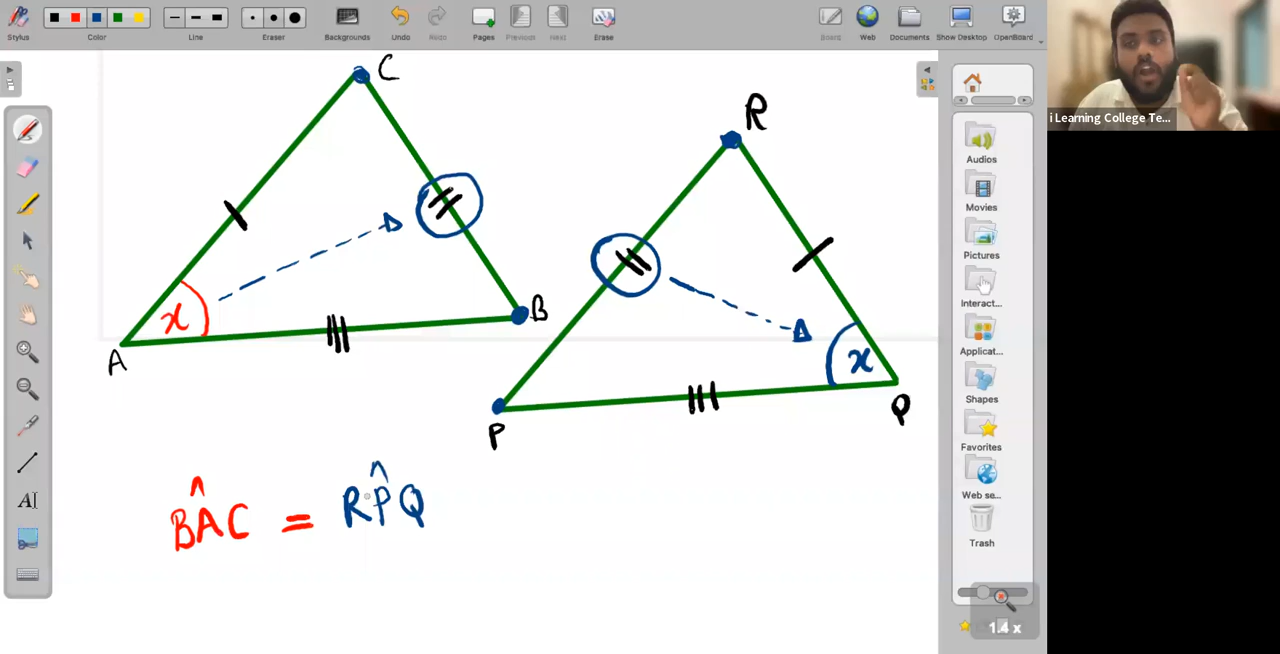 Stylus Color Line Eraser Backgrounds Undo Redo Pages Previous Next Erase Board Web Documents Show Desktop OpenBoard
i Learning College Te...
C
R
Audios
Movies
Pictures
Interact...
x
B
A
x
Applicat...
Shapes
P
Q
Favorites
BÂC = RP̂Q
Web se...
Trash
1.4 x